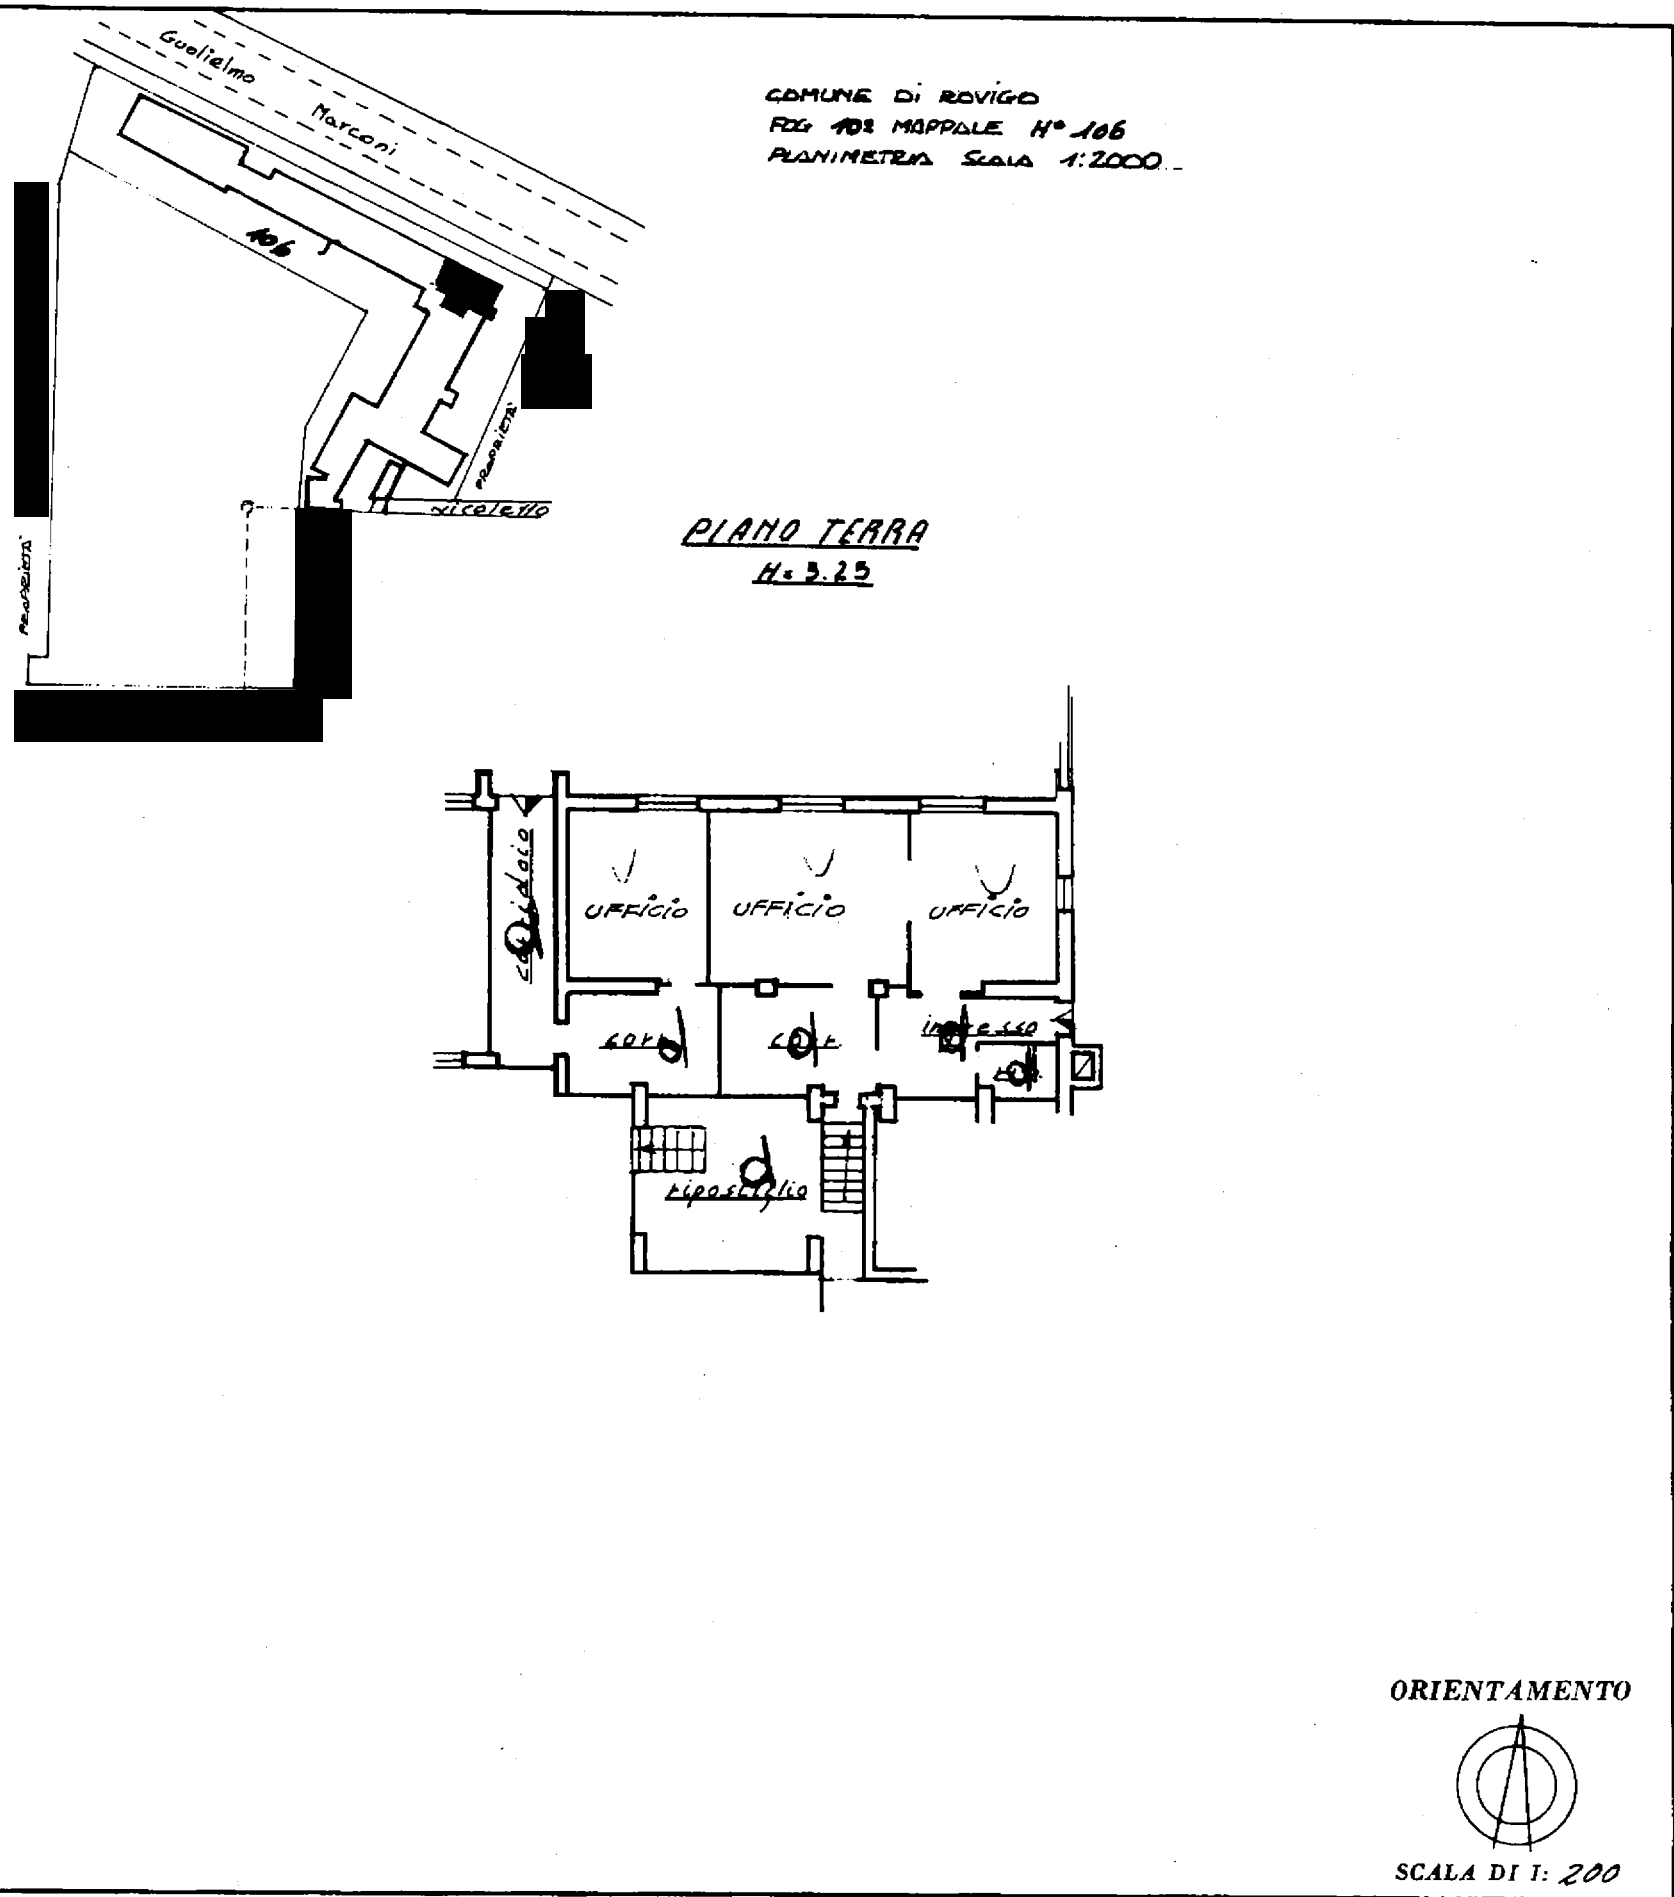 Guglielmo
Marconi
COMUNE Di ROVIGO
FOG 102 MAPPALE N° 106
PLANIMETRIA SCALA 1:2000
106
PROPRIETA'
vicoletto
PROPRIETA'
PIANO TERRA
H= 3.25
corridoio
UFFiCiO
UFFiCiO
UFFiCiO
corr
corr
ingresso
ripostiglio
ORIENTAMENTO
SCALA DI I: 200